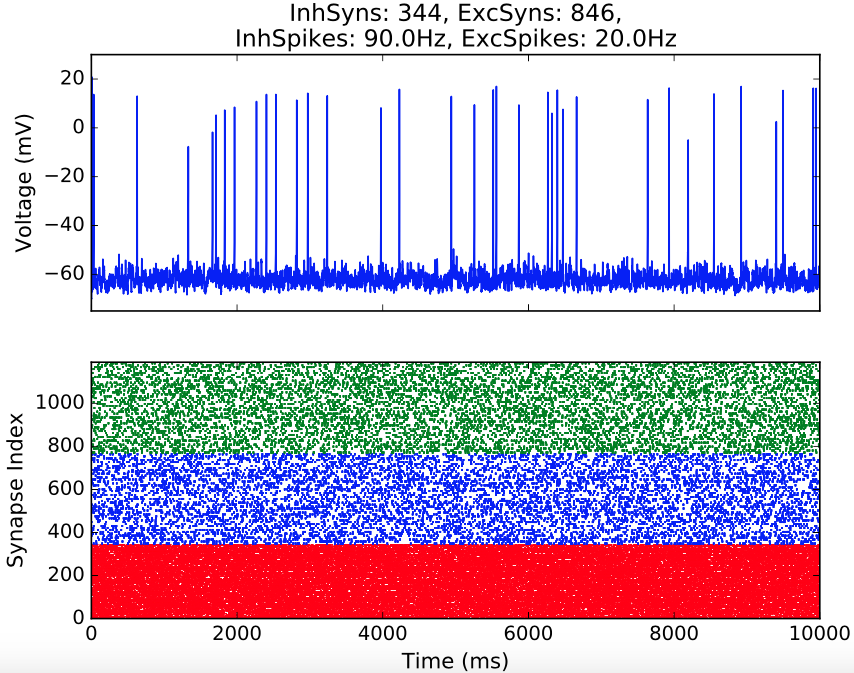 InhSyns: 344, ExcSyns: 846,
InhSpikes: 90.0Hz, ExcSpikes: 20.0Hz
Voltage (mV)
20
0
−20
−40
−60
Synapse Index
1000
800
600
400
200
0
0 2000 4000 6000 8000 10000
Time (ms)